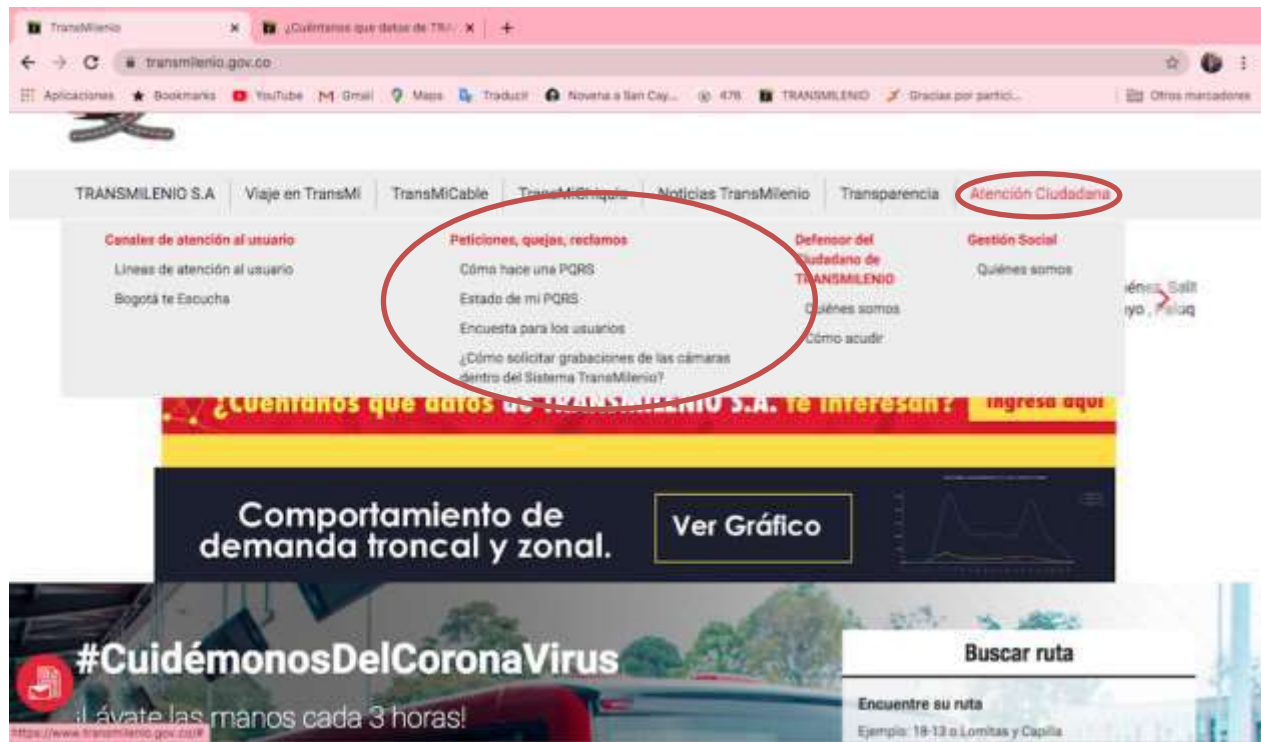 TransMilenio
¿Cuéntanos que datos de TR
transmilenio.gov.co
Aplicaciones Bookmarks YouTube Gmail Maps Traducir Novena a San Cay... 476 TRANSMILENIO Gracias por partici... Otros marcadores
TRANSMILENIO S.A Viaje en TransMi TransMiCable TransMiChiquis Noticias TransMilenio Transparencia Atención Ciudadana
Canales de atención al usuario
Líneas de atención al usuario
Bogotá te Escucha
Peticiones, quejas, reclamos
Cómo hace una PQRS
Estado de mi PQRS
Encuesta para los usuarios
¿Cómo solicitar grabaciones de las cámaras
dentro del Sistema TransMilenio?
Defensor del
Ciudadano de
TRANSMILENIO
Quiénes somos
Cómo acudir
Gestión Social
Quiénes somos
¿Cuéntanos que datos de TRANSMILENIO S.A. te interesan? Ingresa aquí
Comportamiento de
demanda troncal y zonal.
Ver Gráfico
#CuidémonosDelCoronaVirus
¡Lávate las manos cada 3 horas!
Buscar ruta
Encuentre su ruta
Ejemplo: 18-13 o Lomitas y Capilla
https://www.transmilenio.gov.co/#